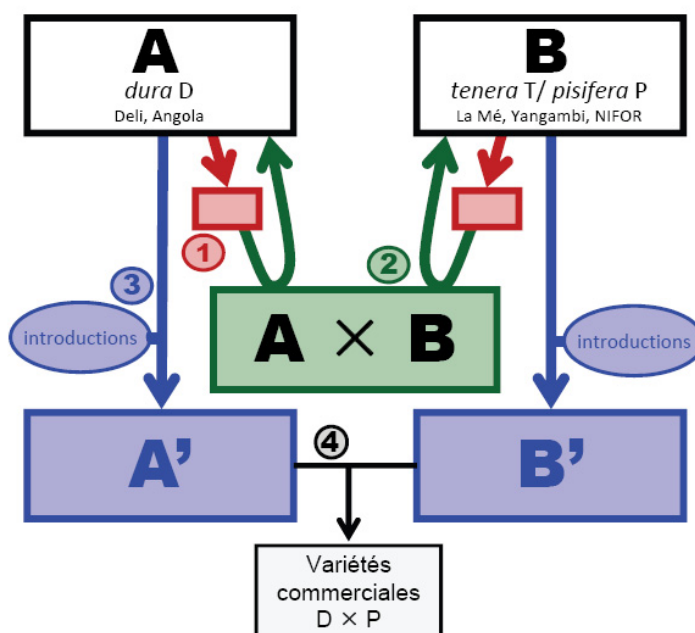 A
dura D
Deli, Angola
B
tenera T/ pisifera P
La Mé, Yangambi, NIFOR
1
2
3
introductions
A × B
introductions
A’
4
B’
Variétés
commerciales
D × P